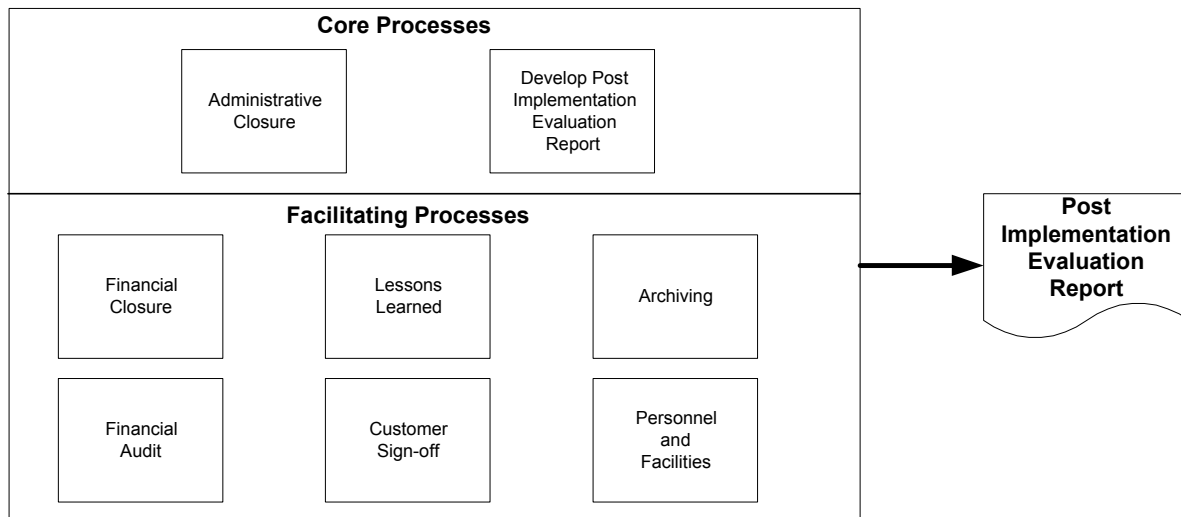 Core Processes
Administrative
Closure
Develop Post
Implementation
Evaluation
Report
Facilitating Processes
Financial
Closure
Lessons
Learned
Archiving
Financial
Audit
Customer
Sign-off
Personnel
and
Facilities
Post
Implementation
Evaluation
Report